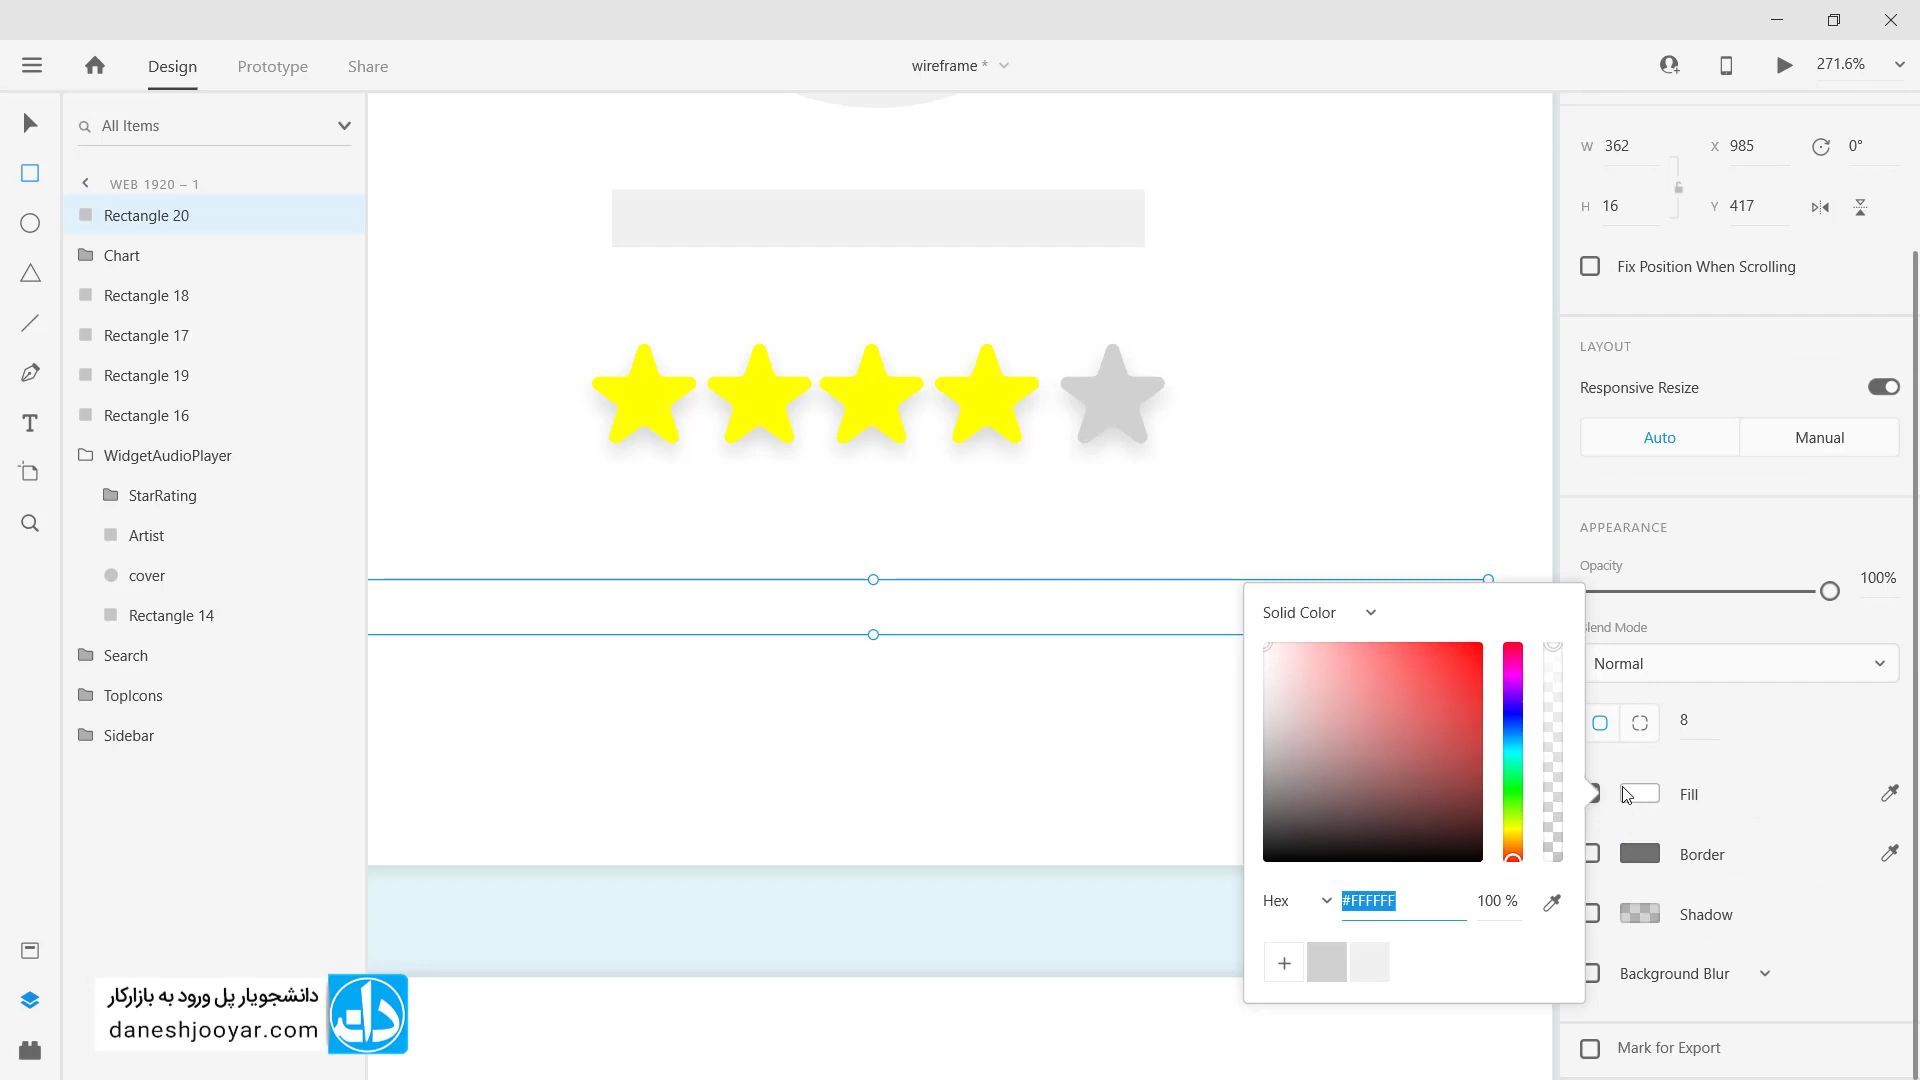 Design
Prototype
Share
wireframe *
271.6%
All Items
WEB 1920 – 1
Rectangle 20
Chart
Rectangle 18
Rectangle 17
Rectangle 19
Rectangle 16
WidgetAudioPlayer
StarRating
Artist
cover
Rectangle 14
Search
TopIcons
Sidebar
W 362
X 985
0°
H 16
Y 417
Fix Position When Scrolling
LAYOUT
Responsive Resize
Auto
Manual
APPEARANCE
Opacity
100%
Blend Mode
Normal
8
Fill
Border
Shadow
Background Blur
Mark for Export
Solid Color
Hex
#FFFFFF
100 %
دانشجویار پل ورود به بازارکار
daneshjooyar.com